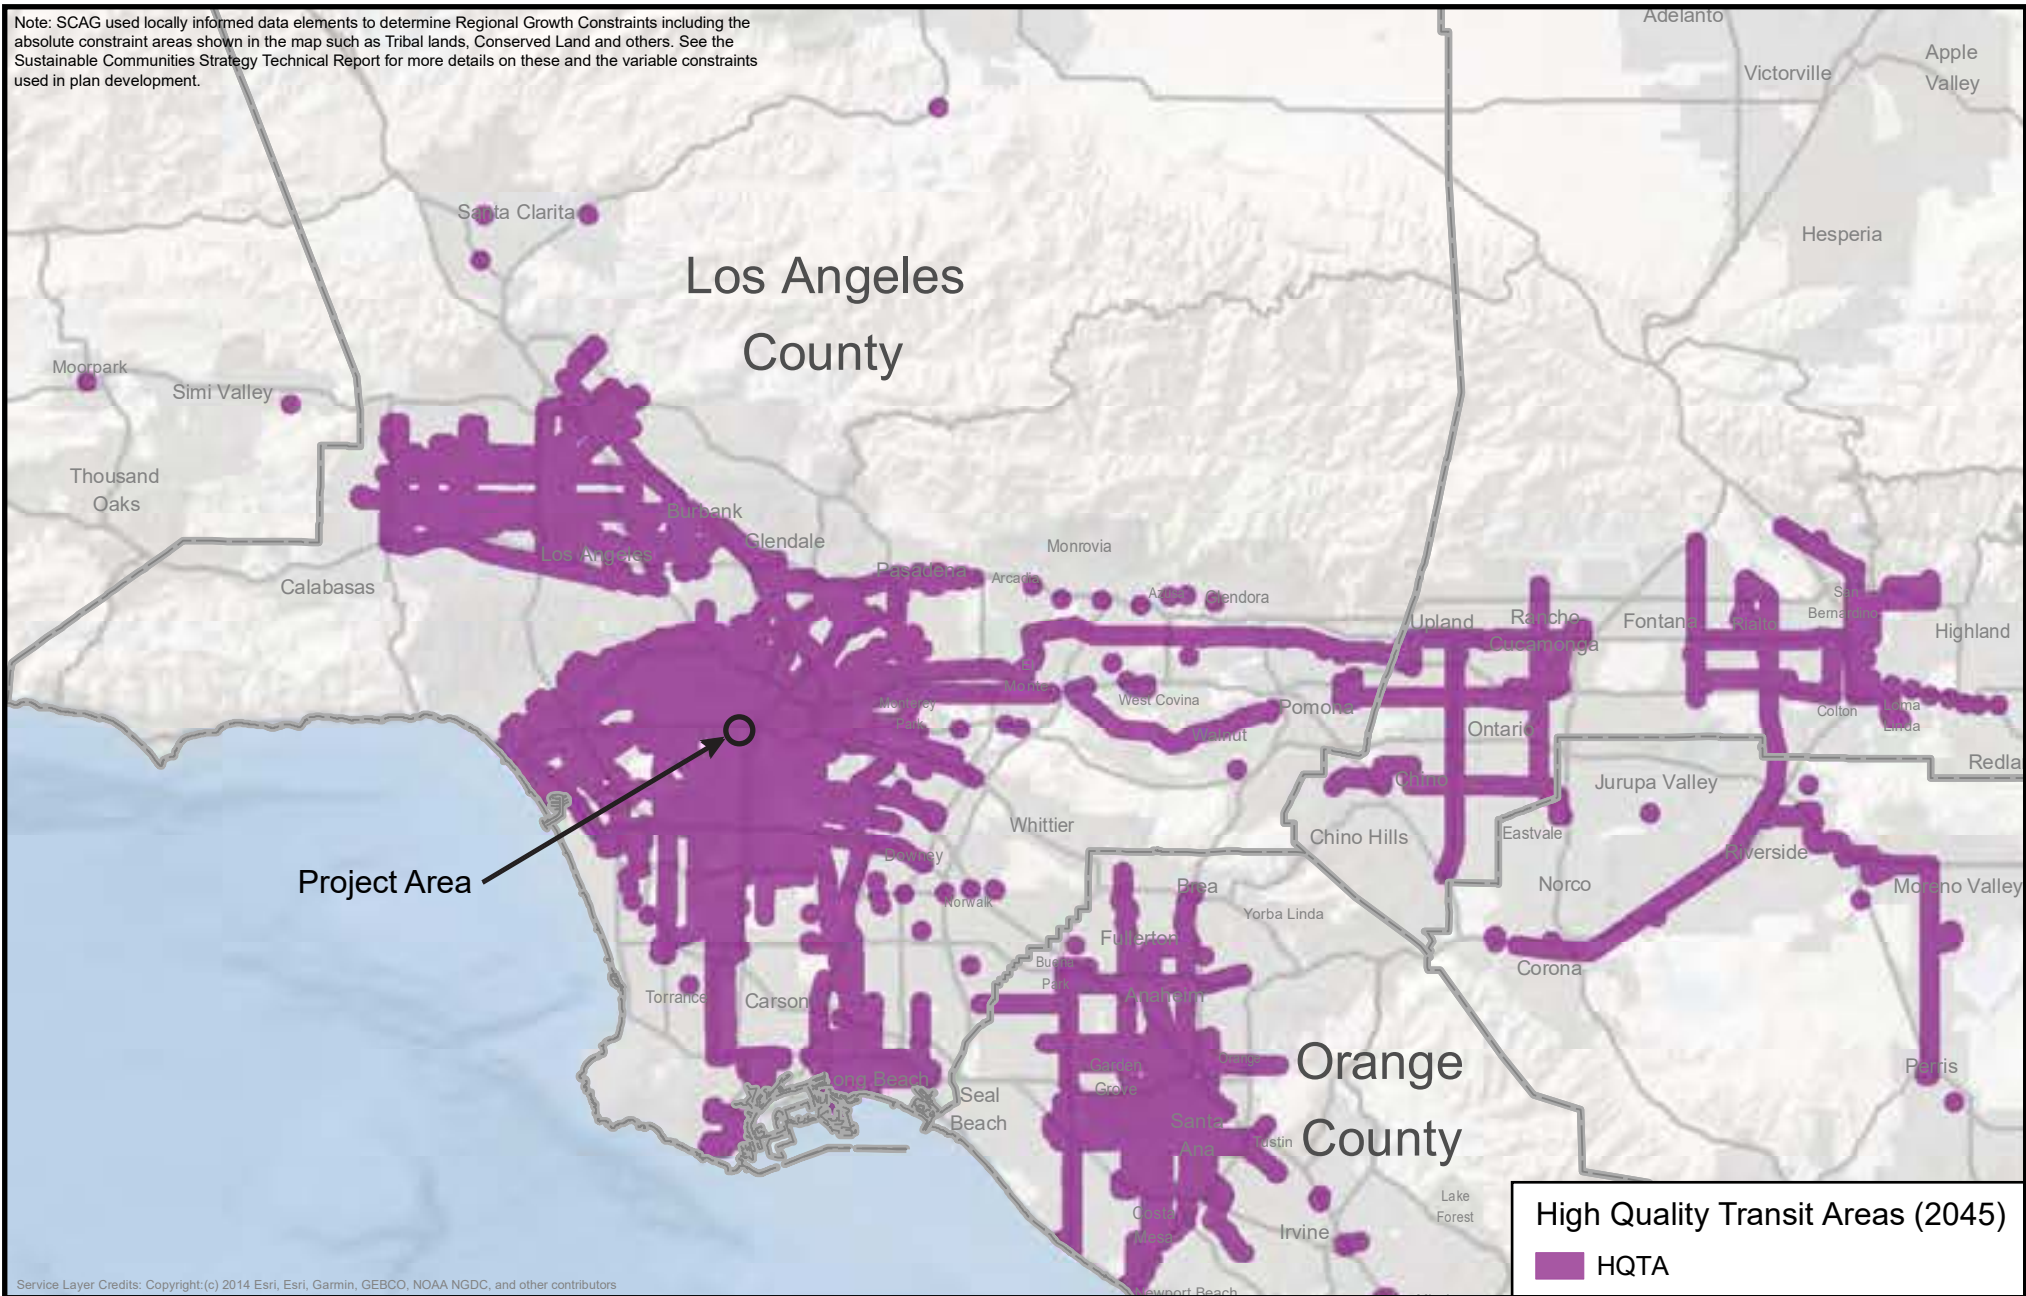 Note: SCAG used locally informed data elements to determine Regional Growth Constraints including the
absolute constraint areas shown in the map such as Tribal lands, Conserved Land and others. See the
Sustainable Communities Strategy Technical Report for more details on these and the variable constraints
used in plan development.
Adelanto
Apple
Valley
Victorville
Santa Clarita
Hesperia
Los Angeles
County
Moorpark
Simi Valley
Thousand
Oaks
Burbank
Glendale
Los Angeles
Monrovia
Pasadena
Arcadia
Calabasas
Azusa
Glendora
San
Bernardino
Upland
Rancho
Cucamonga
Fontana
Rialto
Highland
El
Monte
West Covina
Monterey
Park
Pomona
Walnut
Ontario
Colton
Loma
Linda
Redla
Chino
Jurupa Valley
Whittier
Chino Hills
Eastvale
Riverside
Downey
Project Area
Norwalk
Brea
Norco
Moreno Valley
Yorba Linda
Fullerton
Buena
Park
Corona
Torrance
Carson
Anaheim
Orange
Orange
County
Garden
Grove
Perris
Long Beach
Seal
Beach
Santa
Ana
Tustin
Costa
Mesa
Irvine
Lake
Forest
Newport Beach
High Quality Transit Areas (2045)
HQTA
Service Layer Credits: Copyright:(c) 2014 Esri, Esri, Garmin, GEBCO, NOAA NGDC, and other contributors